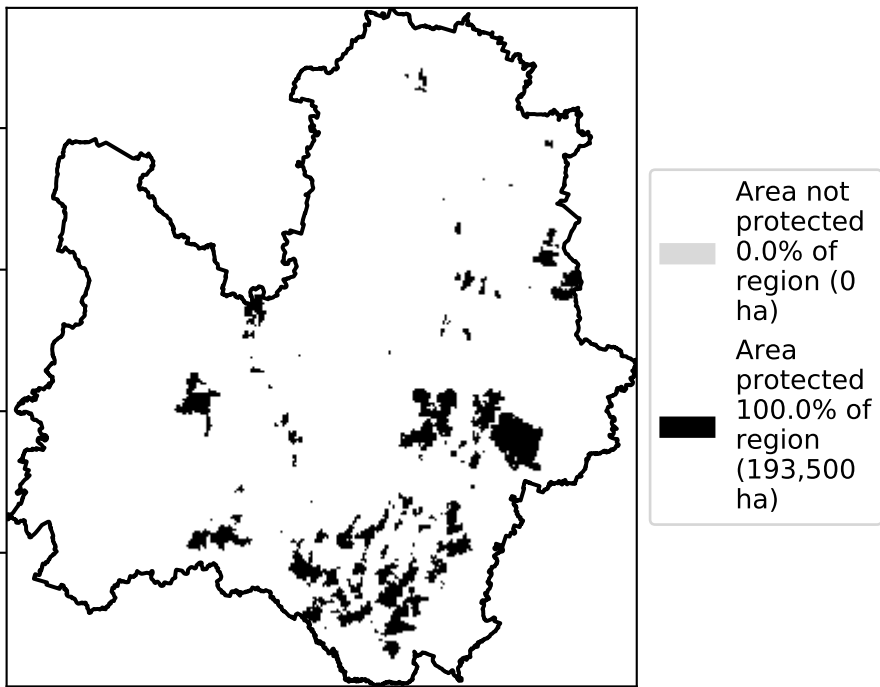 Area not
protected
0.0% of
region (0
ha)
Area
protected
100.0% of
region
(193,500
ha)